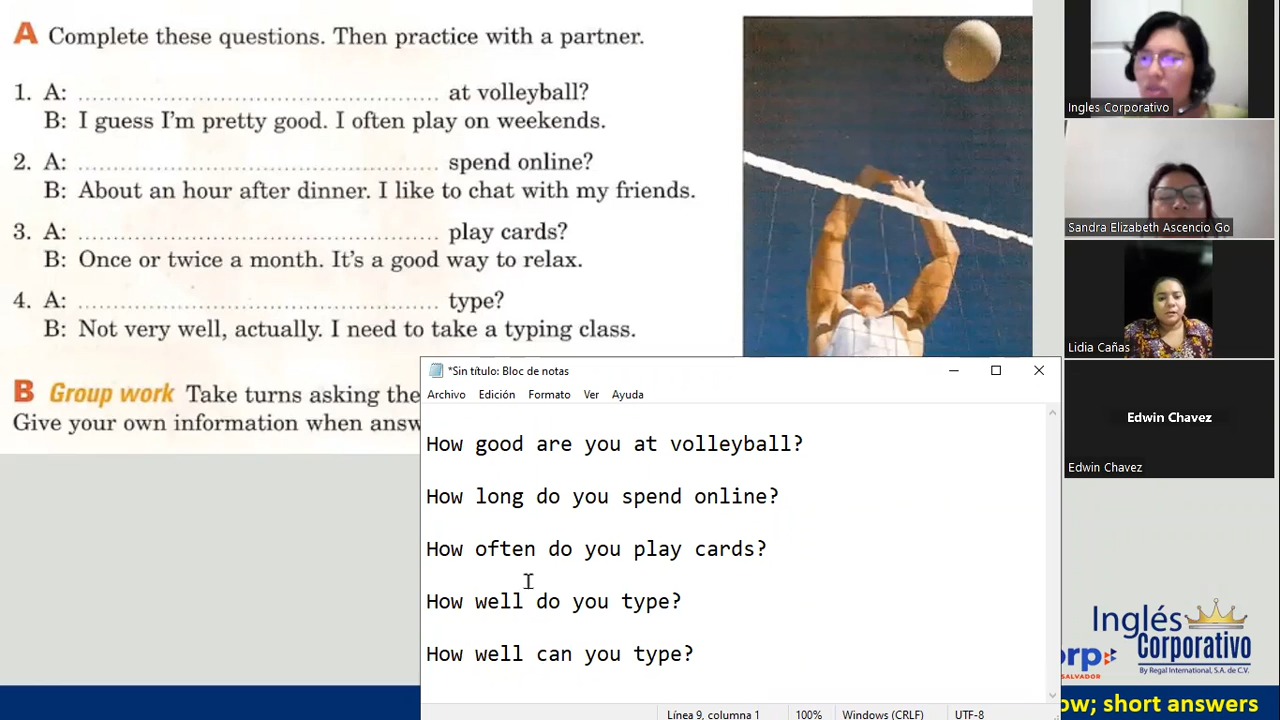 A Complete these questions. Then practice with a partner.
1. A: ........................................ at volleyball?
B: I guess I'm pretty good. I often play on weekends.
2. A: ........................................ spend online?
B: About an hour after dinner. I like to chat with my friends.
3. A: ........................................ play cards?
B: Once or twice a month. It's a good way to relax.
4. A: ........................................ type?
B: Not very well, actually. I need to take a typing class.
B Group work Take turns asking the
Give your own information when answ
*Sin título: Bloc de notas
Archivo Edición Formato Ver Ayuda
How good are you at volleyball?
How long do you spend online?
How often do you play cards?
How well do you type?
How well can you type?
Línea 9, columna 1 100% Windows (CRLF) UTF-8
Ingles Corporativo
Sandra Elizabeth Ascencio Go
Lidia Cañas
Edwin Chavez
Edwin Chavez
Inglés
Corporativo
By Regal International, S.A. de C.V.
rp
SALVADOR
ow; short answers